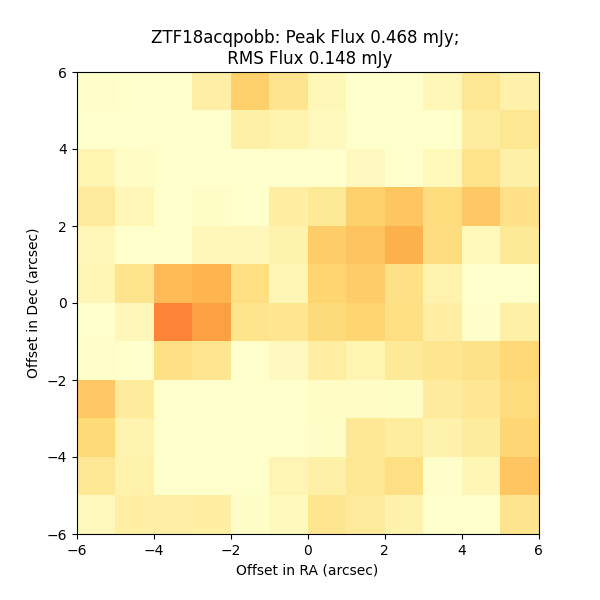 ZTF18acqpobb: Peak Flux 0.468 mJy;
RMS Flux 0.148 mJy
6
4
2
0
−2
−4
−6
Offset in Dec (arcsec)
−6 −4 −2 0 2 4 6
Offset in RA (arcsec)